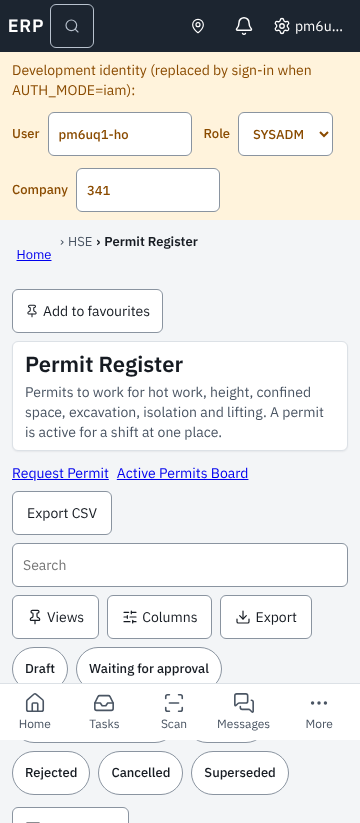 ERP
pm6u...
Development identity (replaced by sign-in when
AUTH_MODE=iam):
User pm6uq1-ho Role SYSADM
Company 341
Home › HSE › Permit Register
Add to favourites
Permit Register
Permits to work for hot work, height, confined
space, excavation, isolation and lifting. A permit
is active for a shift at one place.
Request Permit Active Permits Board
Export CSV
Search
Views Columns Export
Draft Waiting for approval
Home Tasks Scan Messages More
Rejected Cancelled Superseded